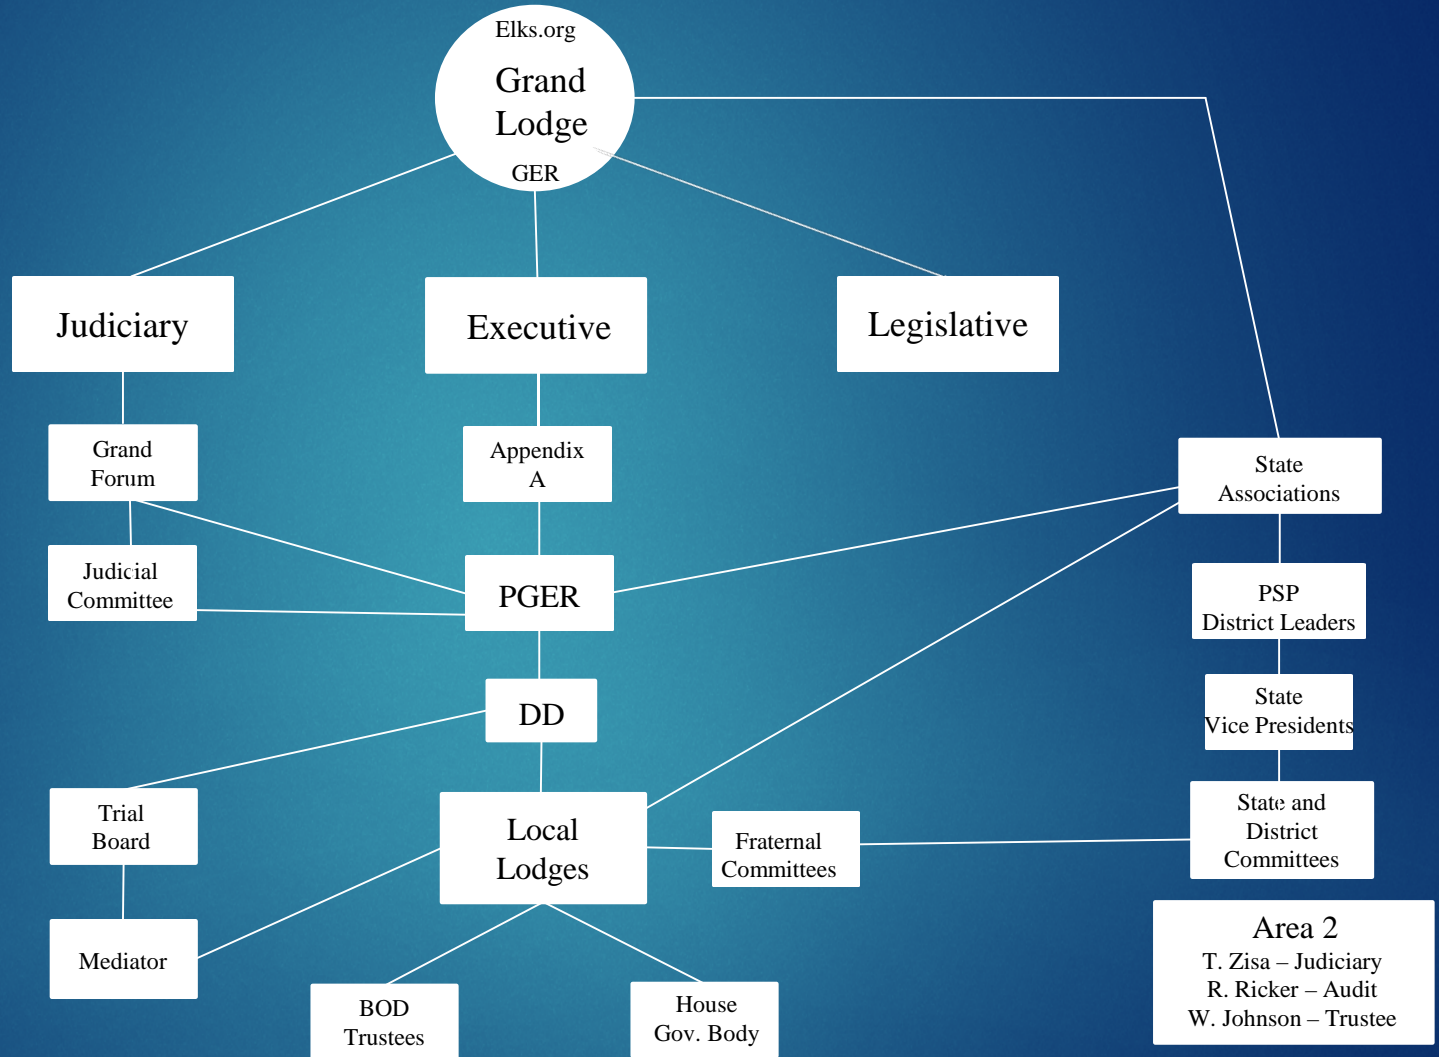 Elks.org
Grand
Lodge
GER
Judiciary
Executive
Legislative
Grand
Forum
Appendix
A
State
Associations
Judicial
Committee
PGER
PSP
District Leaders
DD
State
Vice Presidents
Trial
Board
Local
Lodges
Fraternal
Committees
State and
District
Committees
Mediator
BOD
Trustees
House
Gov. Body
Area 2
T. Zisa – Judiciary
R. Ricker – Audit
W. Johnson – Trustee